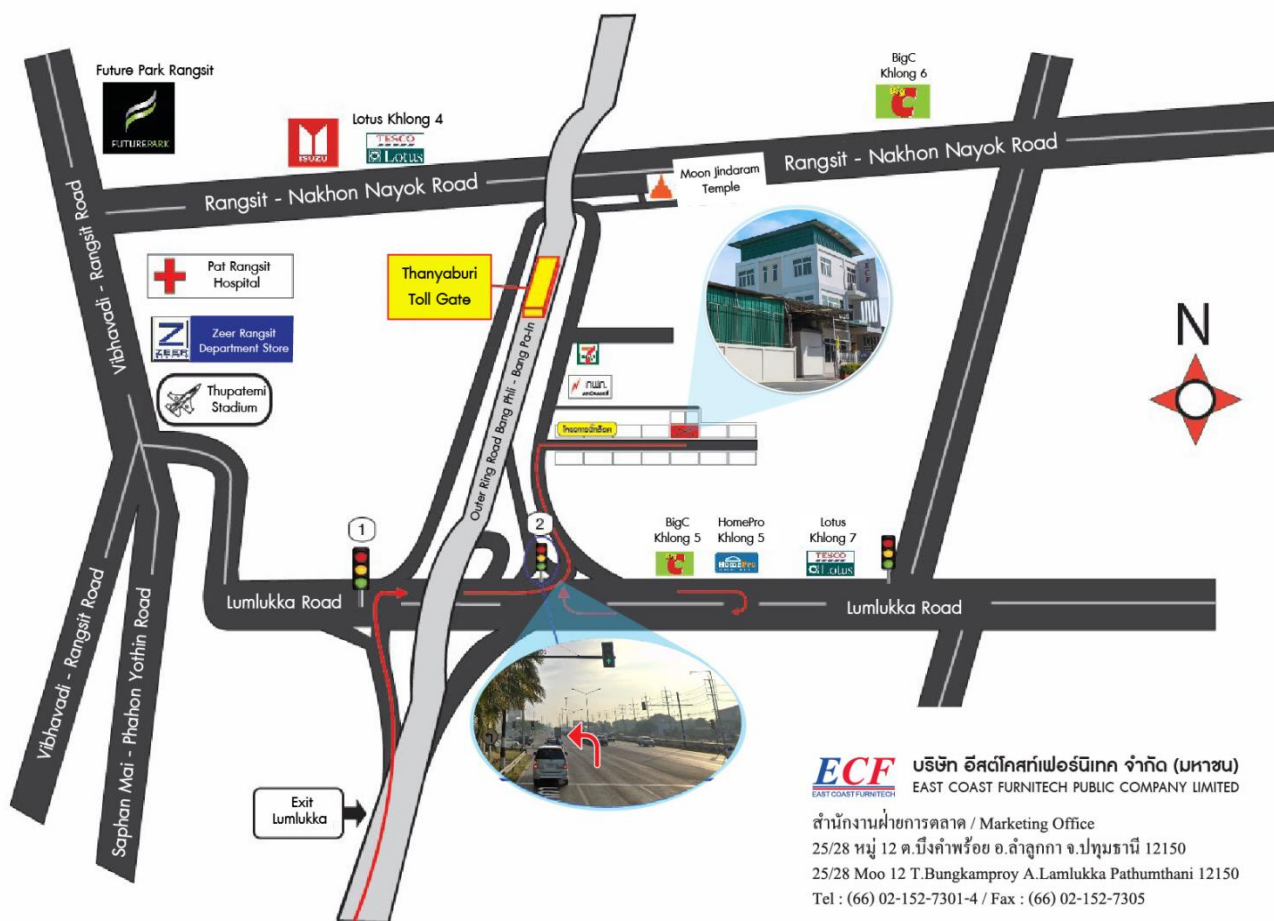 Future Park Rangsit
FUTUREPARK
ISUZU
Lotus Khlong 4
TESCO
Lotus
BigC
Khlong 6
Big C
Rangsit - Nakhon Nayok Road
Rangsit - Nakhon Nayok Road
Moon Jindaram
Temple
Vibhavadi - Rangsit Road
Pat Rangsit
Hospital
Z
ZEER
Zeer Rangsit
Department Store
Thupatemi
Stadium
Thanyaburi
Toll Gate
Outer Ring Road Bang Phli - Bang Pa-In
7
กฟภ.
ECF
N
1
2
BigC
Khlong 5
HomePro
Khlong 5
HomePro
Lotus
Khlong 7
TESCO
Lotus
Lumlukka Road
Lumlukka Road
Vibhavadi - Rangsit Road
Saphan Mai - Phahon Yothin Road
Exit
Lumlukka
ECF
EAST COAST FURNITECH
บริษัท อีสต์โคสท์เฟอร์นิเทค จำกัด (มหาชน)
EAST COAST FURNITECH PUBLIC COMPANY LIMITED
สำนักงานฝ่ายการตลาด / Marketing Office
25/28 หมู่ 12 ต.บึงคำพร้อย อ.ลำลูกกา จ.ปทุมธานี 12150
25/28 Moo 12 T.Bungkamproy A.Lamlukka Pathumthani 12150
Tel : (66) 02-152-7301-4 / Fax : (66) 02-152-7305